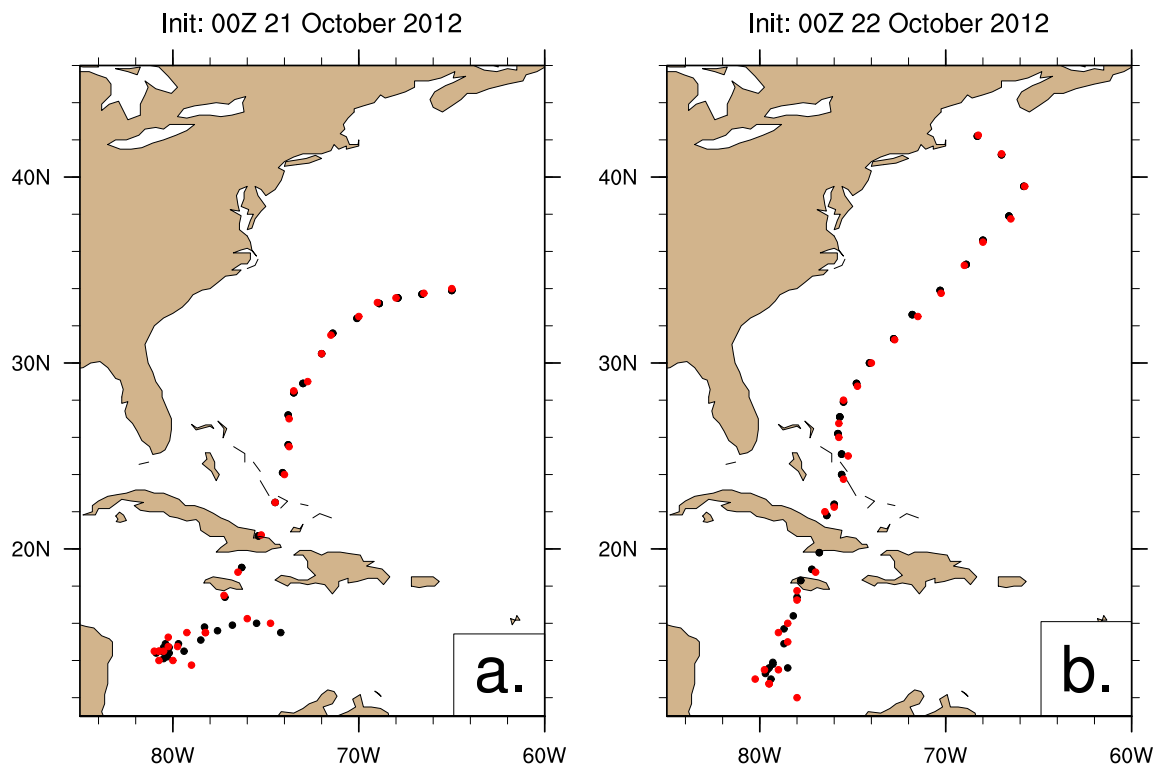 Init: 00Z 21 October 2012
Init: 00Z 22 October 2012
40N
40N
30N
30N
20N
20N
a.
b.
80W
70W
60W
80W
70W
60W